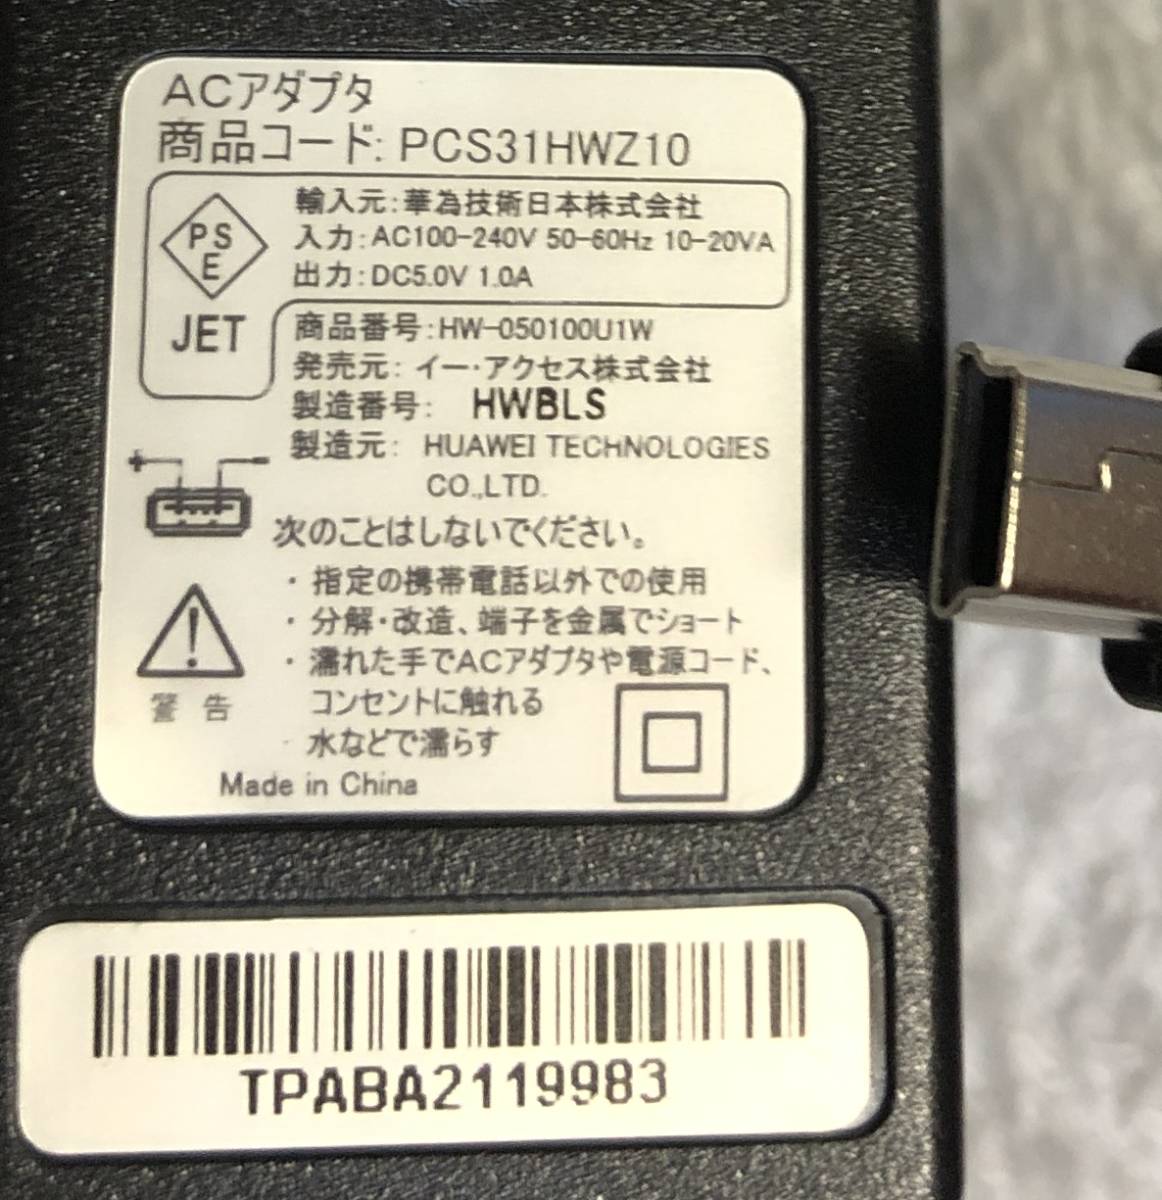 ACアダプタ
商品コード: PCS31HWZ10
PS
E
JET
輸入元:華為技術日本株式会社
入力:AC100-240V 50-60Hz 10-20VA
出力:DC5.0V 1.0A
商品番号:HW-050100U1W
発売元: イー・アクセス株式会社
製造番号: HWBLS
製造元: HUAWEI TECHNOLOGIES
CO.,LTD.
+ −
次のことはしないでください。
・指定の携帯電話以外での使用
・分解・改造、端子を金属でショート
・濡れた手でACアダプタや電源コード、
コンセントに触れる
・水などで濡らす
警告
Made in China
TPABA2119983